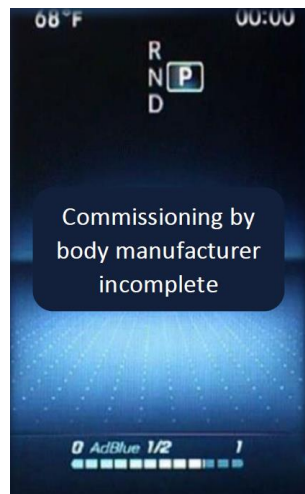 68°F 00:00
R
N P
D
Commissioning by
body manufacturer
incomplete
0 AdBlue 1/2 1